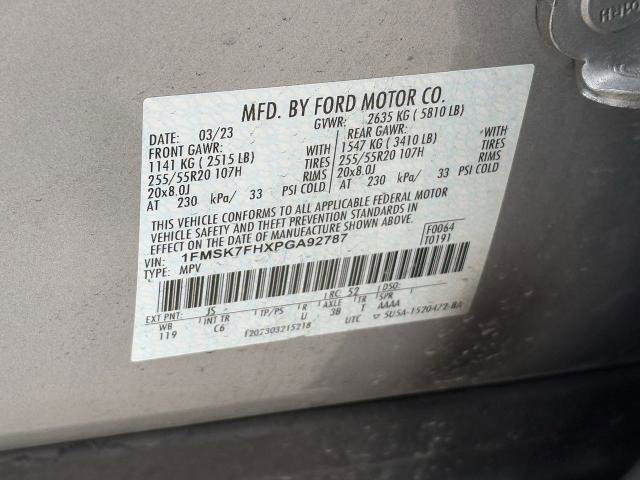 MFD. BY FORD MOTOR CO.
DATE: 03/23 GVWR: 2635 KG ( 5810 LB)
FRONT GAWR: WITH REAR GAWR: WITH
1141 KG ( 2515 LB) TIRES 1547 KG ( 3410 LB) TIRES
255/55R20 107H RIMS 255/55R20 107H RIMS
20x8.0J 20x8.0J
AT 230 kPa/ 33 PSI COLD AT 230 kPa/ 33 PSI COLD
THIS VEHICLE CONFORMS TO ALL APPLICABLE FEDERAL MOTOR
VEHICLE SAFETY AND THEFT PREVENTION STANDARDS IN
EFFECT ON THE DATE OF MANUFACTURE SHOWN ABOVE.
VIN: 1FMSK7FHXPGA92787 F0064
TYPE: MPV T0191
EXT PNT: JS - RC: 52 DSO:
WB INT TR TP/PS R AXLE TR SPR
119 C6 U 3B T AAAA
UTC 5U5A-1520472-BA